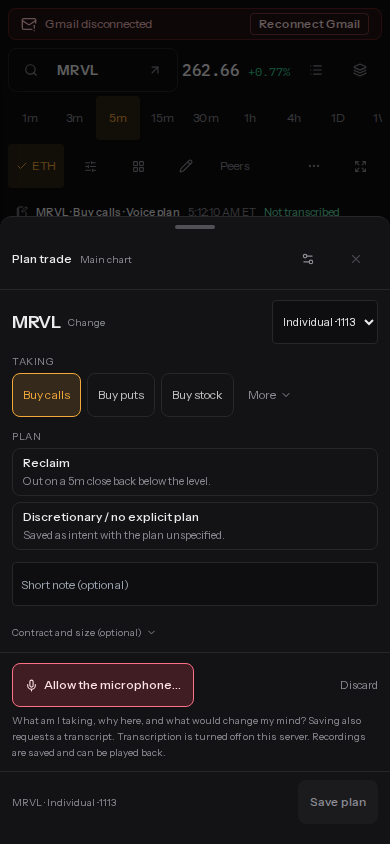 Gmail disconnected
Reconnect Gmail
MRVL
262.66 +0.77%
1m 3m 5m 15m 30m 1h 4h 1D
ETH
Peers
MRVL·Buy calls·Voice plan 5:12:10 AM ET Not transcribed
Plan trade Main chart
MRVL Change
Individual ·1113
TAKING
Buy calls Buy puts Buy stock More
PLAN
Reclaim
Out on a 5m close back below the level.
Discretionary / no explicit plan
Saved as intent with the plan unspecified.
Short note (optional)
Contract and size (optional)
Allow the microphone…
Discard
What am I taking, why here, and what would change my mind? Saving also
requests a transcript. Transcription is turned off on this server. Recordings
are saved and can be played back.
MRVL · Individual ·1113
Save plan